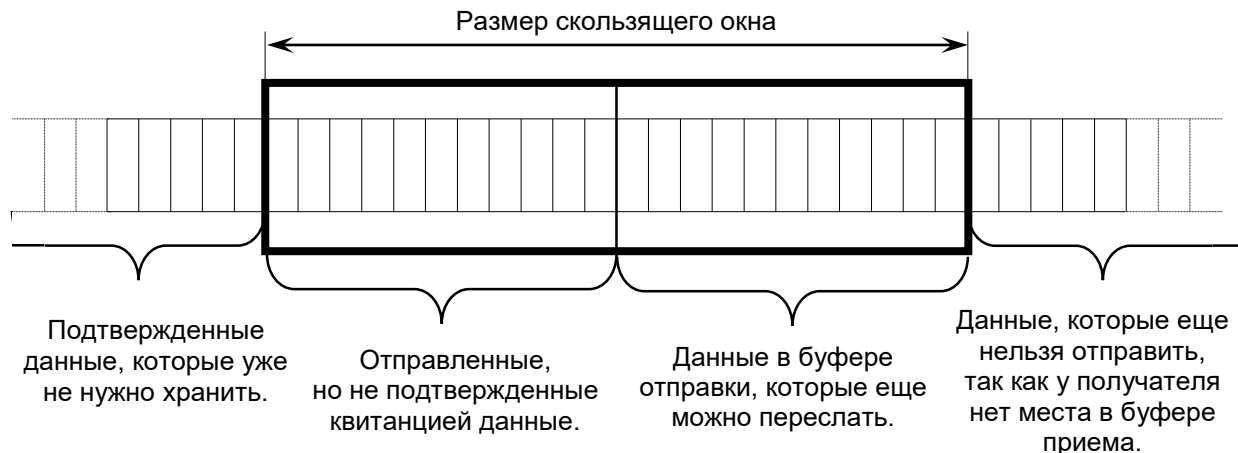 Размер скользящего окна
Подтвержденные
данные, которые уже
не нужно хранить.
Отправленные,
но не подтвержденные
квитанцией данные.
Данные в буфере
отправки, которые еще
можно переслать.
Данные, которые еще
нельзя отправить,
так как у получателя
нет места в буфере
приема.